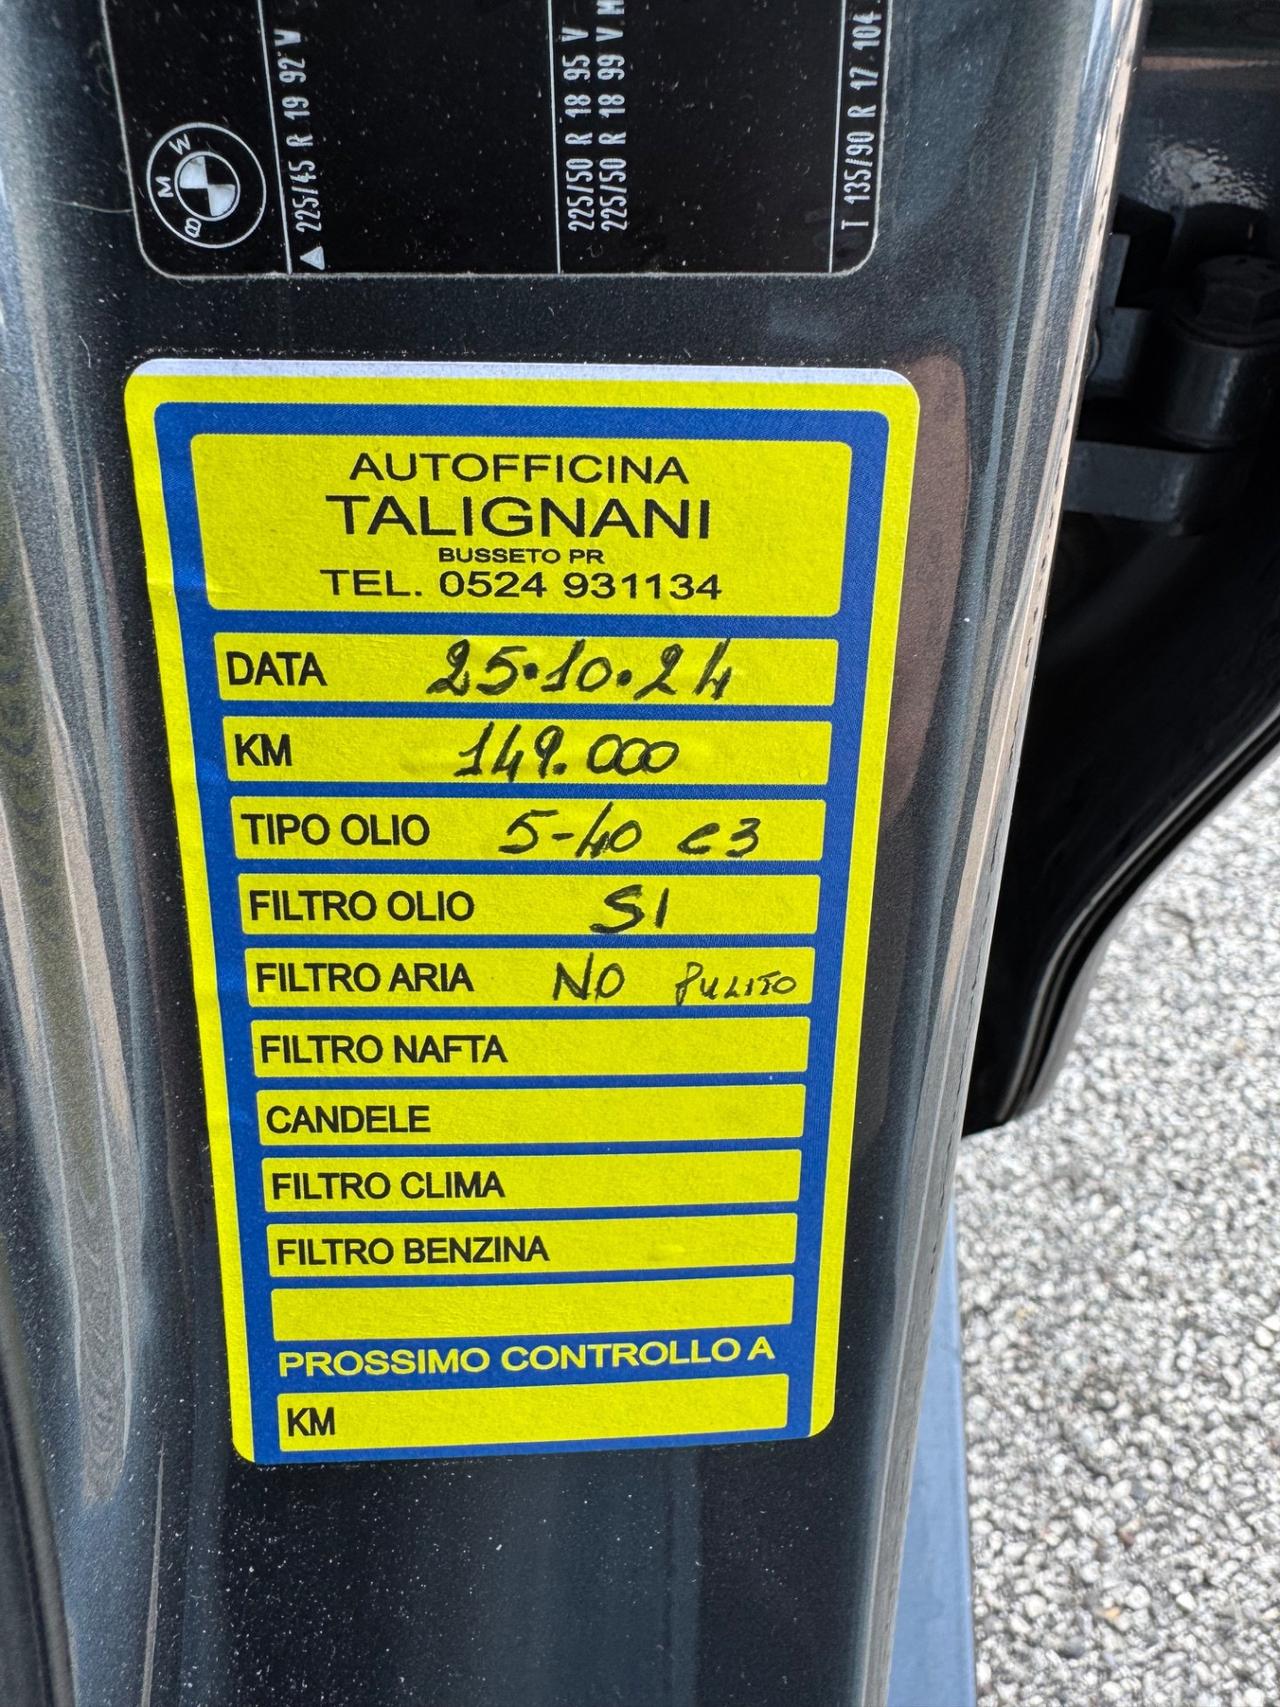 BMW
225/45 R 19 92 V
225/50 R 18 95 V
225/50 R 18 99 V M
T 135/90 R 17 104
AUTOFFICINA
TALIGNANI
BUSSETO PR
TEL. 0524 931134
DATA 25.10.24
KM 149.000
TIPO OLIO 5-40 C3
FILTRO OLIO SI
FILTRO ARIA NO PULITO
FILTRO NAFTA
CANDELE
FILTRO CLIMA
FILTRO BENZINA
PROSSIMO CONTROLLO A
KM